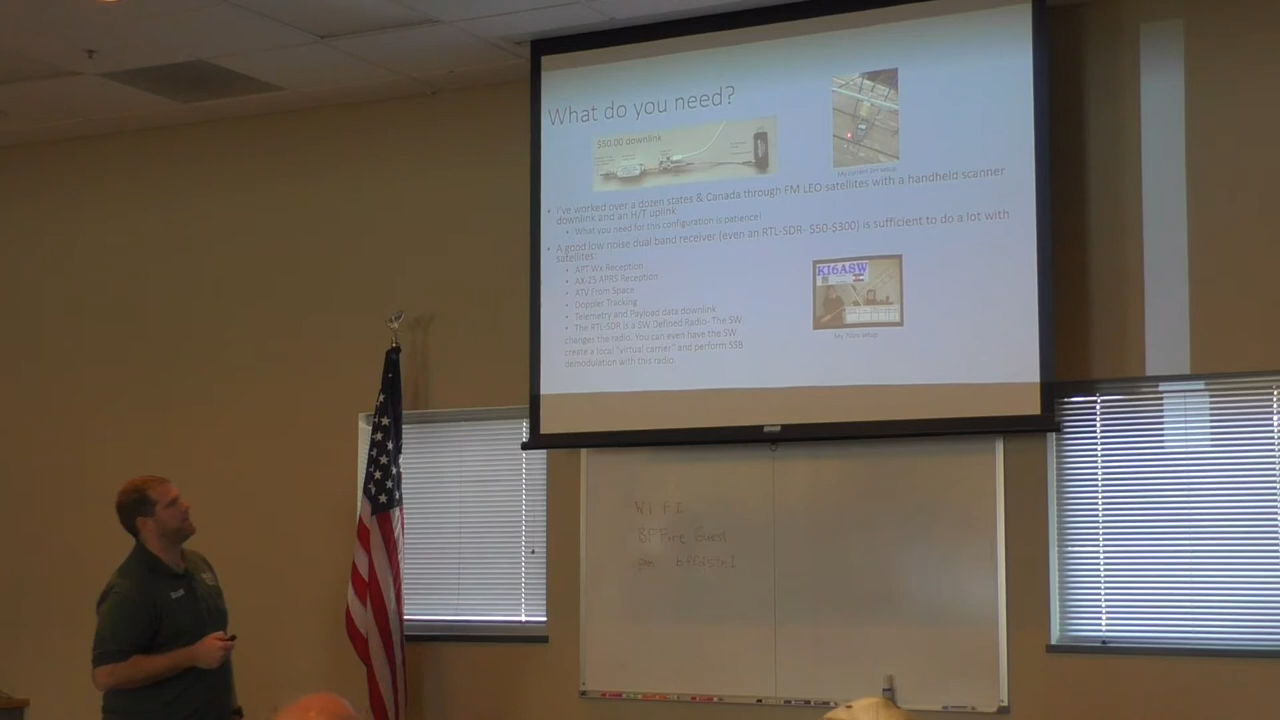 What do you need?
$50.00 downlink
My current 2m setup
• I've worked over a dozen states & Canada through FM LEO satellites with a handheld scanner
downlink and an H/T uplink
• What you need for this configuration is patience!
• A good low noise dual band receiver (even an RTL-SDR- $50-$300) is sufficient to do a lot with
satellites:
• APT Wx Reception
• AX-25 APRS Reception
• ATV From Space
• Doppler Tracking
• Telemetry and Payload data downlink
• The RTL-SDR is a SW Defined Radio- The SW
changes the radio. You can even have the SW
create a local "virtual carrier" and perform SSB
demodulation with this radio.
KI6ASW
My 70cm setup
WIFI
BFFire Guest